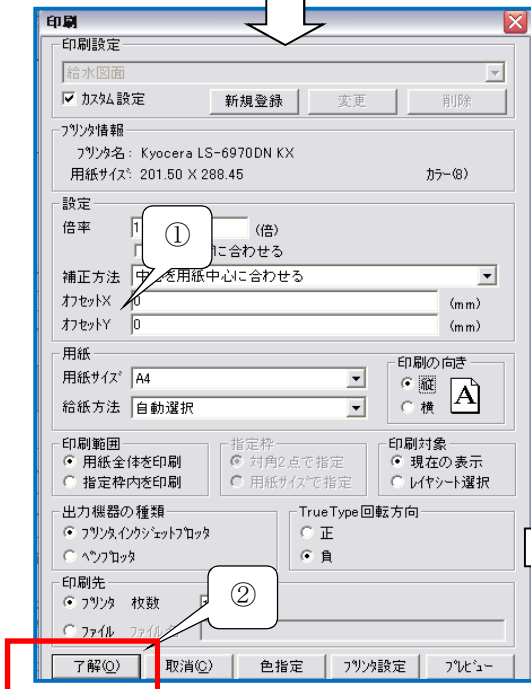 印刷
印刷設定
給水図面
カスタム設定 新規登録 変更 削除
プリンタ情報
プリンタ名: Kyocera LS-6970DN KX
用紙サイズ: 201.50 X 288.45 カラー(8)
設定
倍率 1 (倍)
①
に合わせる
補正方法 中心を用紙中心に合わせる
オフセットX 0 (mm)
オフセットY 0 (mm)
用紙
用紙サイズ A4
給紙方法 自動選択
印刷の向き
縦
横
A
印刷範囲
用紙全体を印刷
指定枠内を印刷
指定枠
対角2点で指定
用紙サイズで指定
印刷対象
現在の表示
レイヤシート選択
出力機器の種類
プリンタ,インクジェットプロッタ
ペンプロッタ
TrueType回転方向
正
負
印刷先
プリンタ 枚数
②
ファイル ファイル
了解(O) 取消(C) 色指定 プリンタ設定 プレビュー